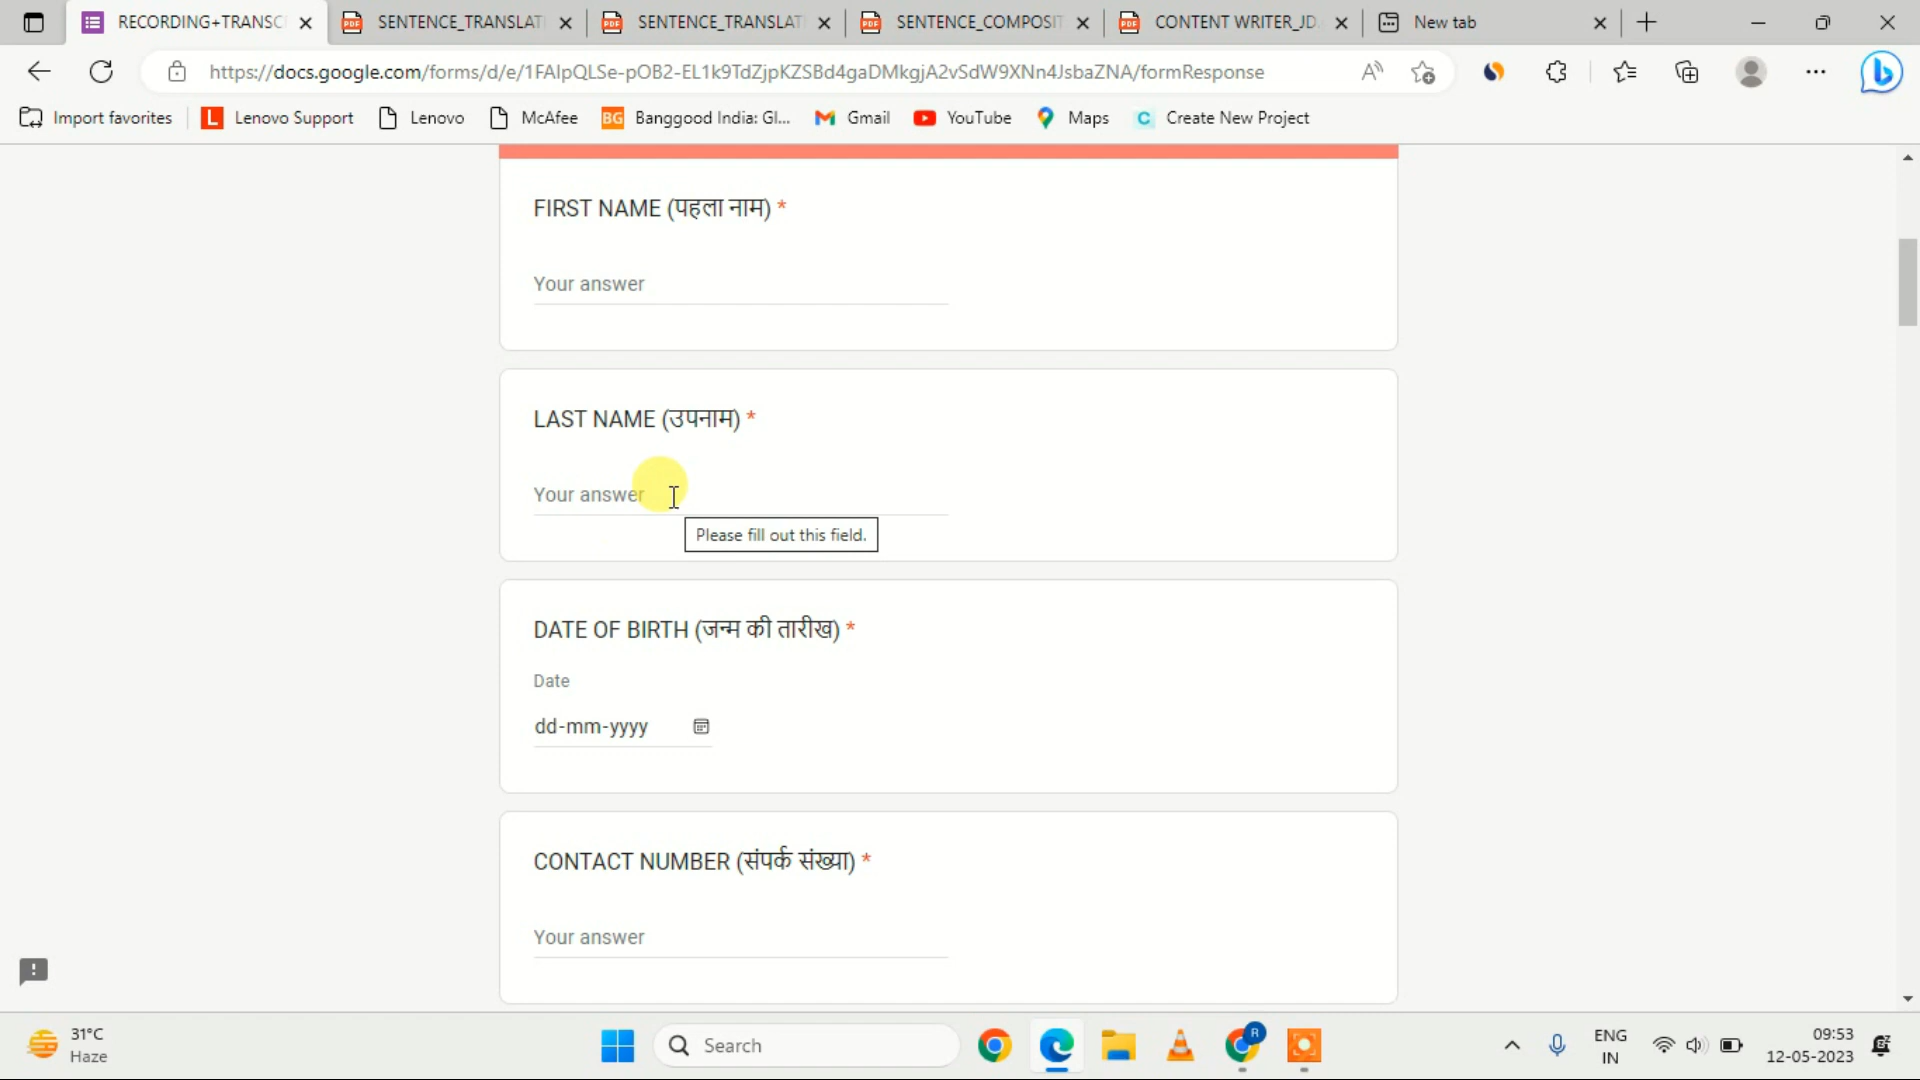 RECORDING+TRANSC
SENTENCE_TRANSLATI
SENTENCE_TRANSLATI
SENTENCE_COMPOSIT
CONTENT WRITER_JD.
New tab
https://docs.google.com/forms/d/e/1FAIpQLSe-pOB2-EL1k9TdZjpKZSBd4gaDMkgjA2vSdW9XNn4JsbaZNA/formResponse
Import favorites
Lenovo Support
Lenovo
McAfee
BG Banggood India: Gl...
Gmail
YouTube
Maps
Create New Project
FIRST NAME (पहला नाम) *
Your answer
LAST NAME (उपनाम) *
Your answer
Please fill out this field.
DATE OF BIRTH (जन्म की तारीख) *
Date
dd-mm-yyyy
CONTACT NUMBER (संपर्क संख्या) *
Your answer
31°C
Haze
Search
ENG
IN
09:53
12-05-2023